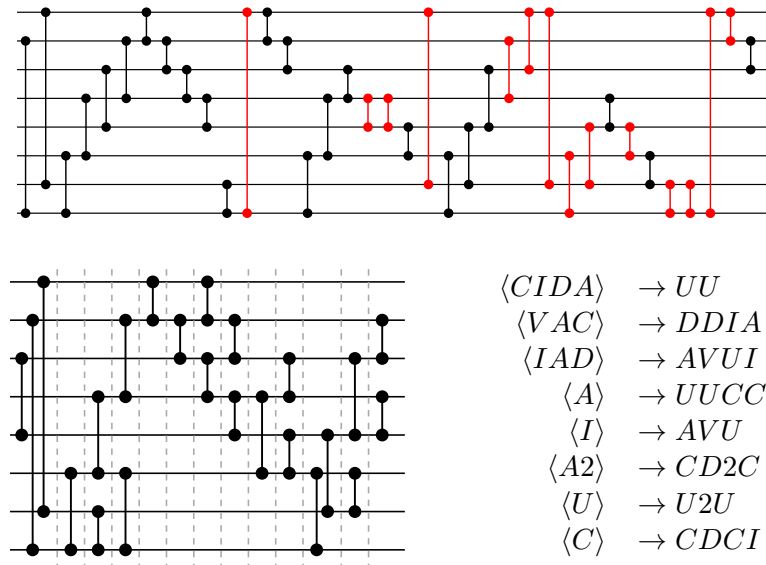 ⟨CIDA⟩ → UU
⟨VAC⟩ → DDIA
⟨IAD⟩ → AVUI
⟨A⟩ → UUCC
⟨I⟩ → AVU
⟨A2⟩ → CD2C
⟨U⟩ → U2U
⟨C⟩ → CDCI